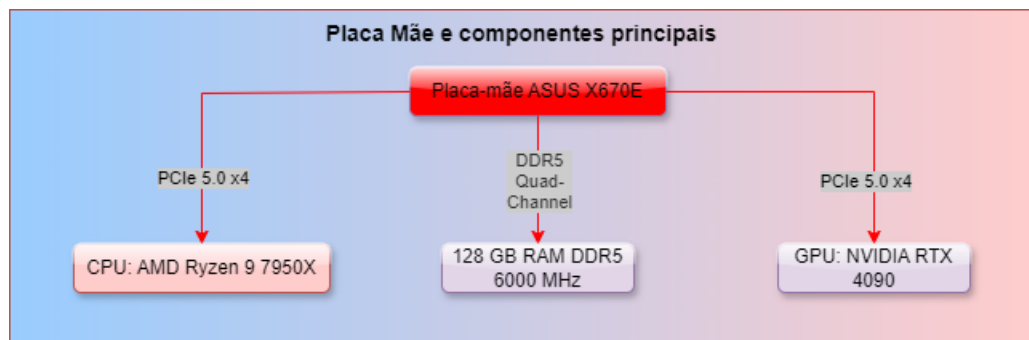 Placa Mãe e componentes principais
Placa-mãe ASUS X670E
PCIe 5.0 x4
DDR5
Quad-
Channel
PCIe 5.0 x4
CPU: AMD Ryzen 9 7950X
128 GB RAM DDR5
6000 MHz
GPU: NVIDIA RTX
4090